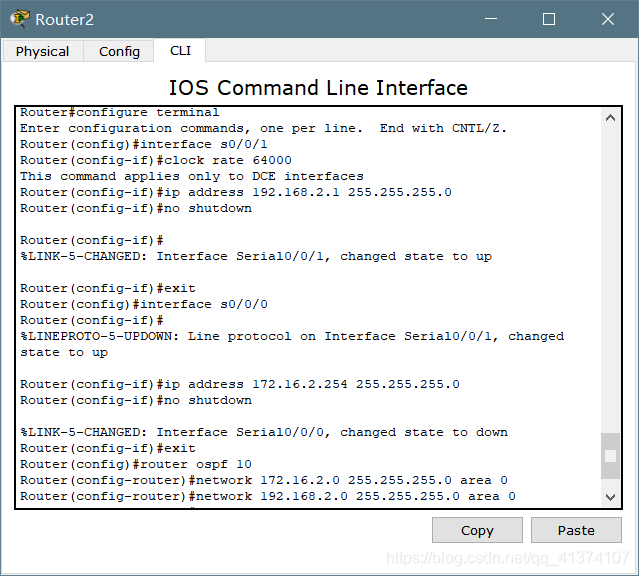 Router2
Physical
Config
CLI
IOS Command Line Interface
Router#configure terminal
Enter configuration commands, one per line.  End with CNTL/Z.
Router(config)#interface s0/0/1
Router(config-if)#clock rate 64000
This command applies only to DCE interfaces
Router(config-if)#ip address 192.168.2.1 255.255.255.0
Router(config-if)#no shutdown
Router(config-if)#
%LINK-5-CHANGED: Interface Serial0/0/1, changed state to up
Router(config-if)#exit
Router(config)#interface s0/0/0
Router(config-if)#
%LINEPROTO-5-UPDOWN: Line protocol on Interface Serial0/0/1, changed
state to up
Router(config-if)#ip address 172.16.2.254 255.255.255.0
Router(config-if)#no shutdown
%LINK-5-CHANGED: Interface Serial0/0/0, changed state to down
Router(config-if)#exit
Router(config)#router ospf 10
Router(config-router)#network 172.16.2.0 255.255.255.0 area 0
Router(config-router)#network 192.168.2.0 255.255.255.0 area 0
Copy
Paste
https://blog.csdn.net/qq_41374107